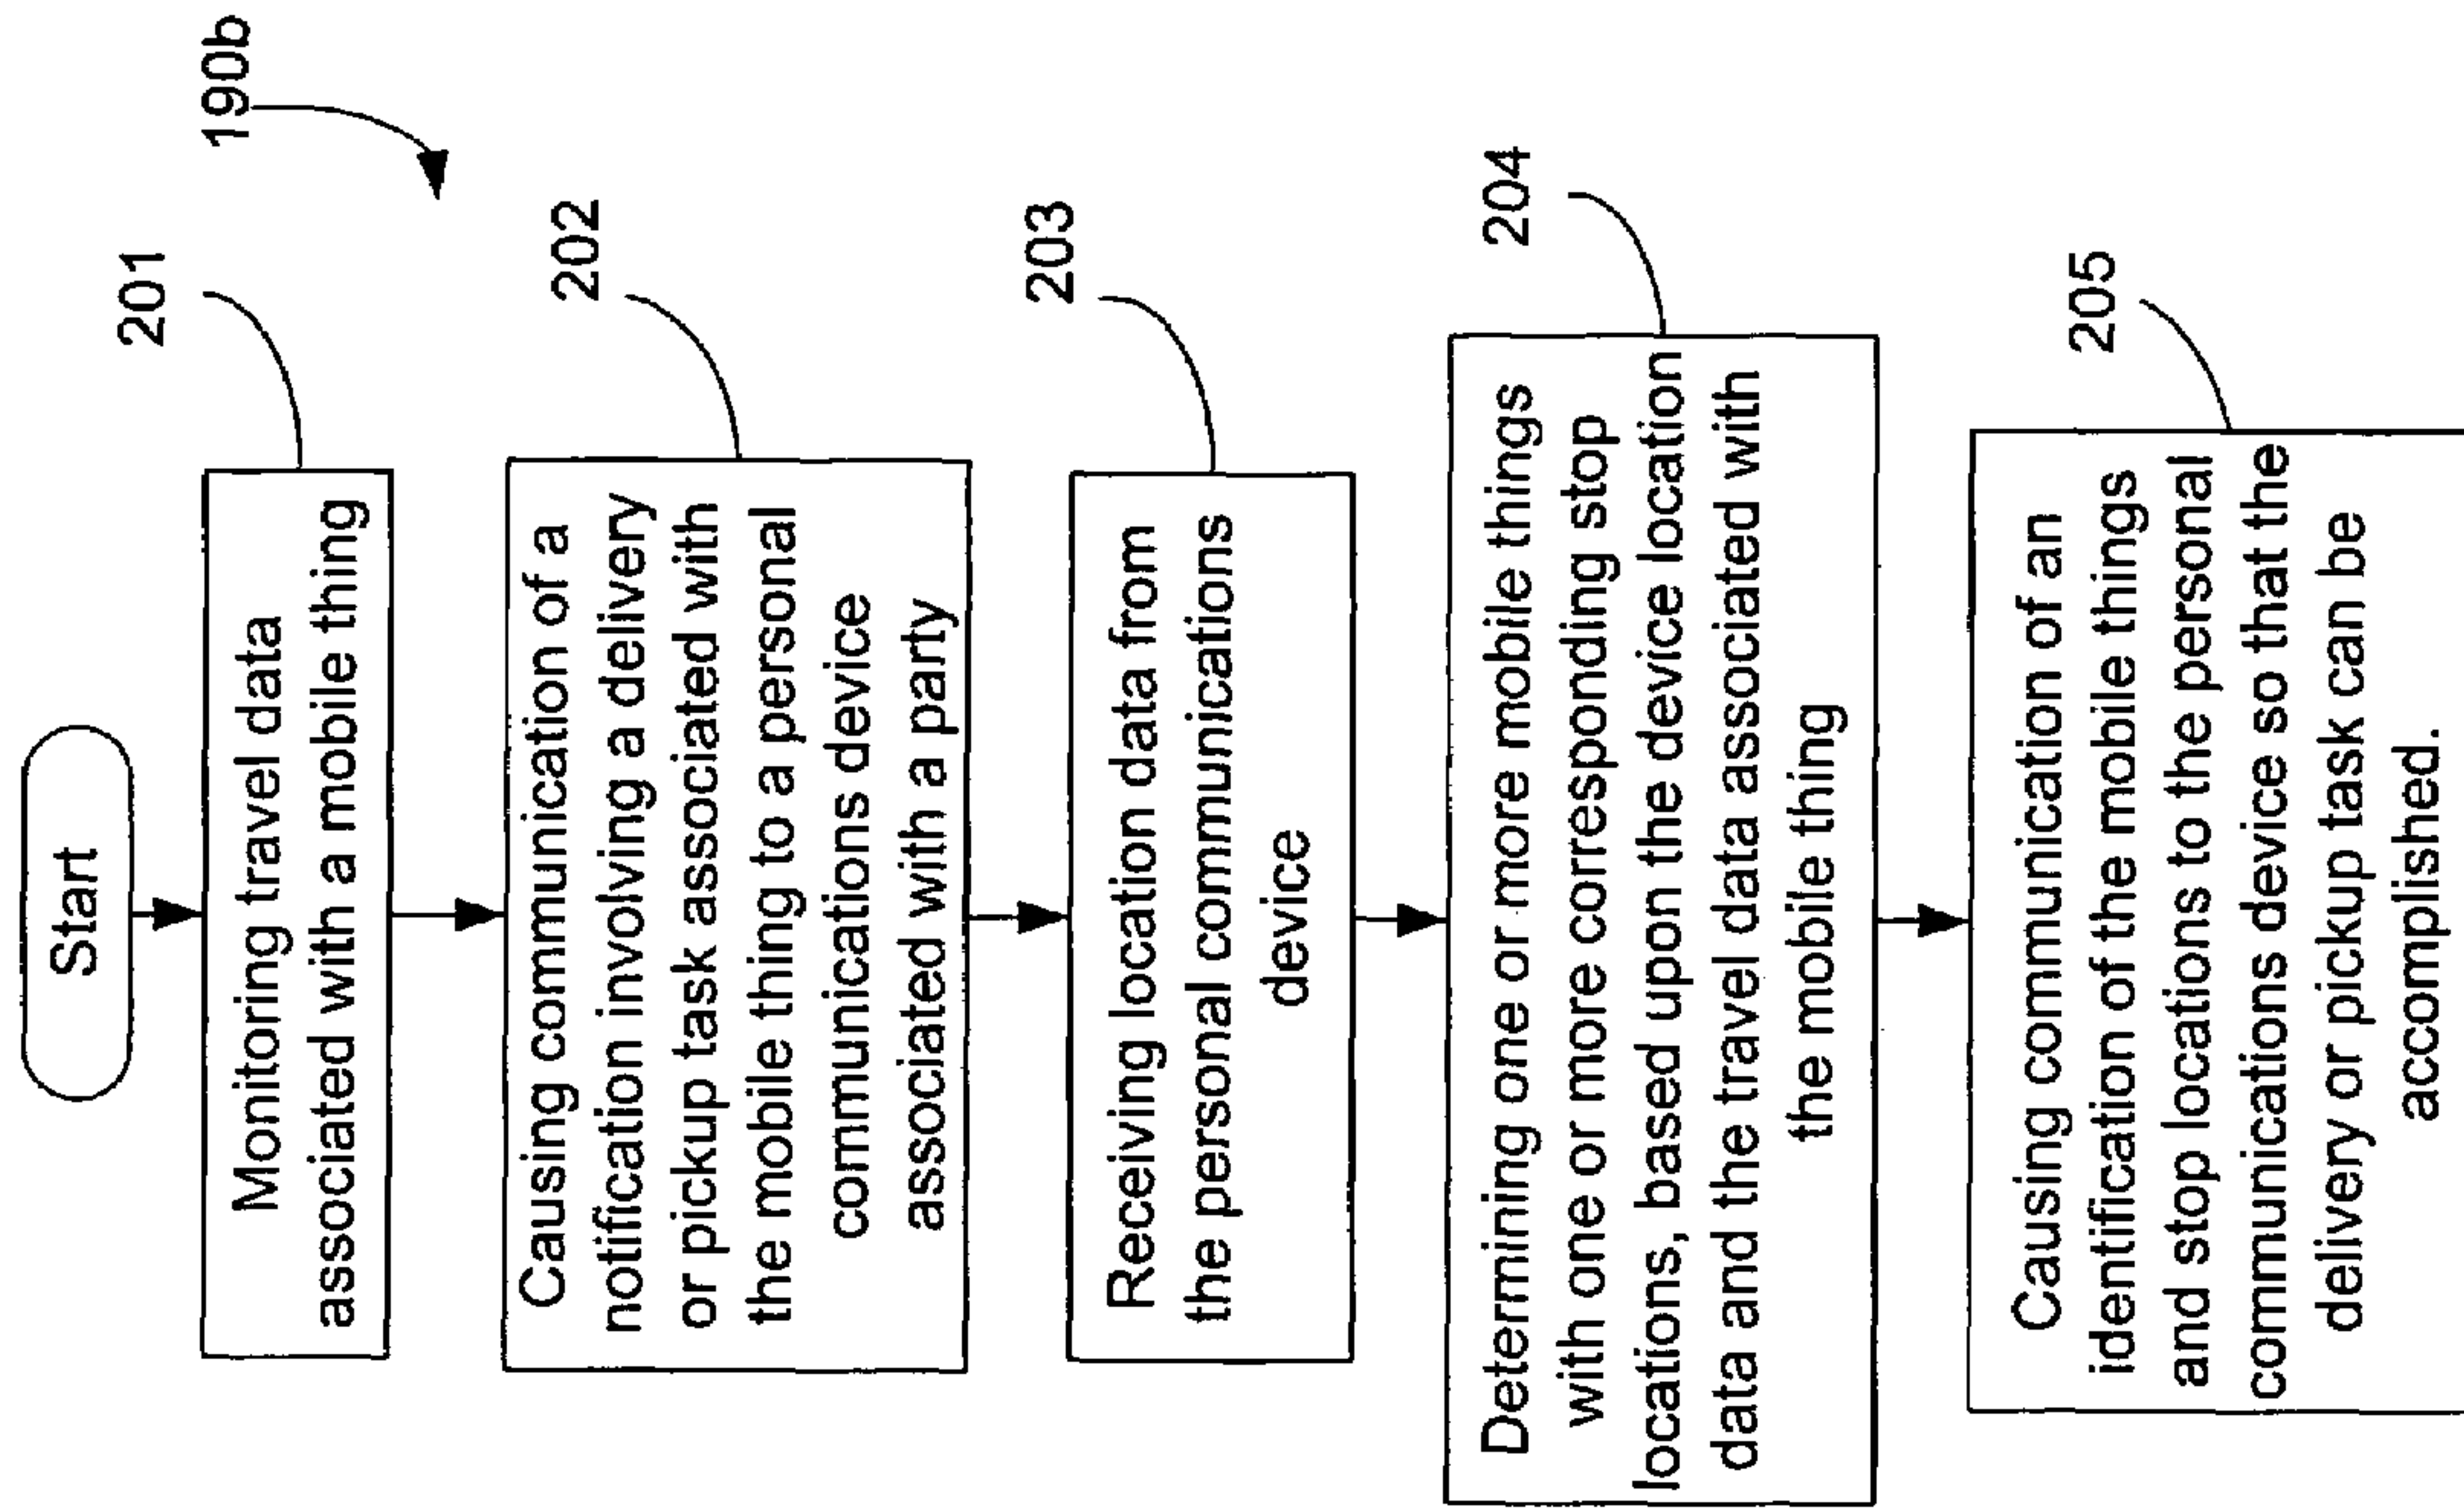 190b
Start
201
Monitoring travel data
associated with a mobile thing
202
Causing communication of a
notification involving a delivery
or pickup task associated with
the mobile thing to a personal
communications device
associated with a party
203
Receiving location data from
the personal communications
device
204
Determining one or more mobile things
with one or more corresponding stop
locations, based upon the device location
data and the travel data associated with
the mobile thing
205
Causing communication of an
identification of the mobile things
and stop locations to the personal
communications device so that the
delivery or pickup task can be
accomplished.